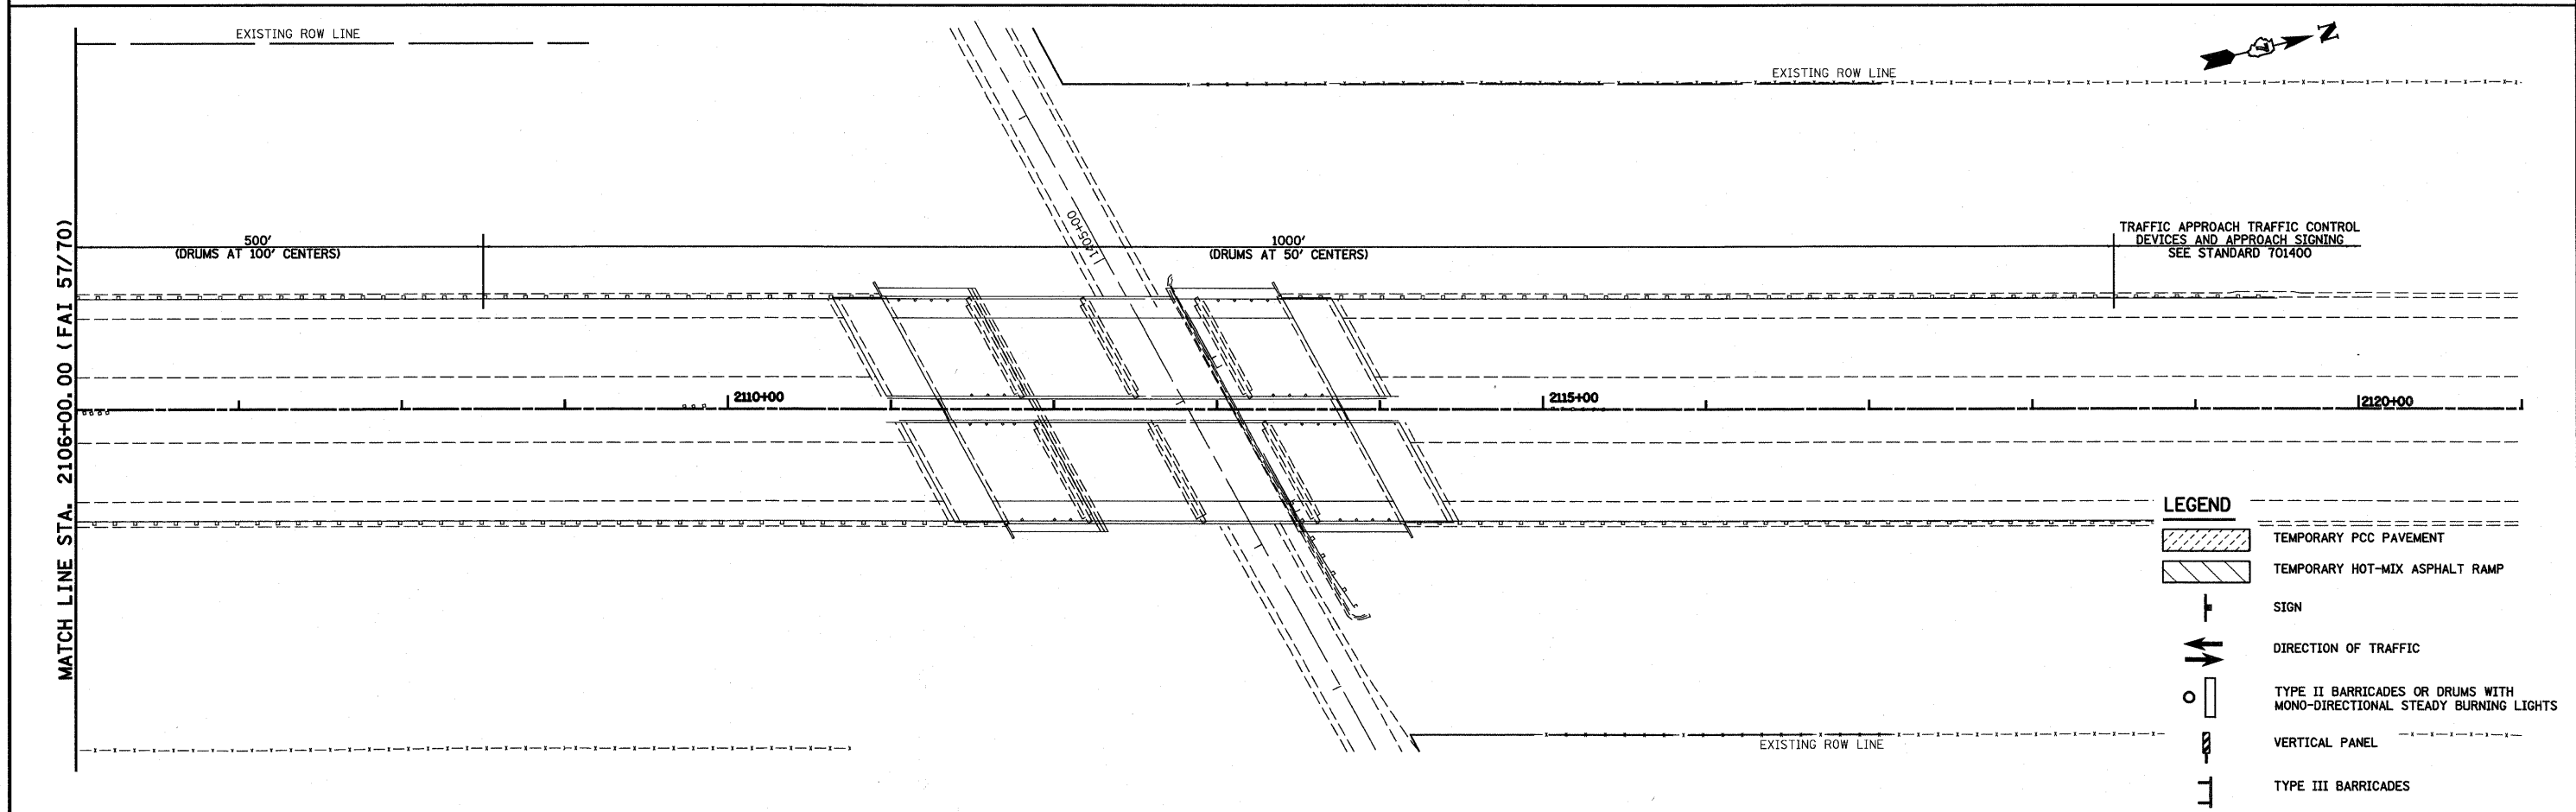 EXISTING ROW LINE
N
EXISTING ROW LINE
MATCH LINE STA. 2106+00.00 (FAI 57/70)
500'
(DRUMS AT 100' CENTERS)
11405+00
1000'
(DRUMS AT 50' CENTERS)
TRAFFIC APPROACH TRAFFIC CONTROL
DEVICES AND APPROACH SIGNING
SEE STANDARD 701400
2110+00
2115+00
2120+00
LEGEND
TEMPORARY PCC PAVEMENT
TEMPORARY HOT-MIX ASPHALT RAMP
SIGN
DIRECTION OF TRAFFIC
TYPE II BARRICADES OR DRUMS WITH
MONO-DIRECTIONAL STEADY BURNING LIGHTS
VERTICAL PANEL
TYPE III BARRICADES
EXISTING ROW LINE